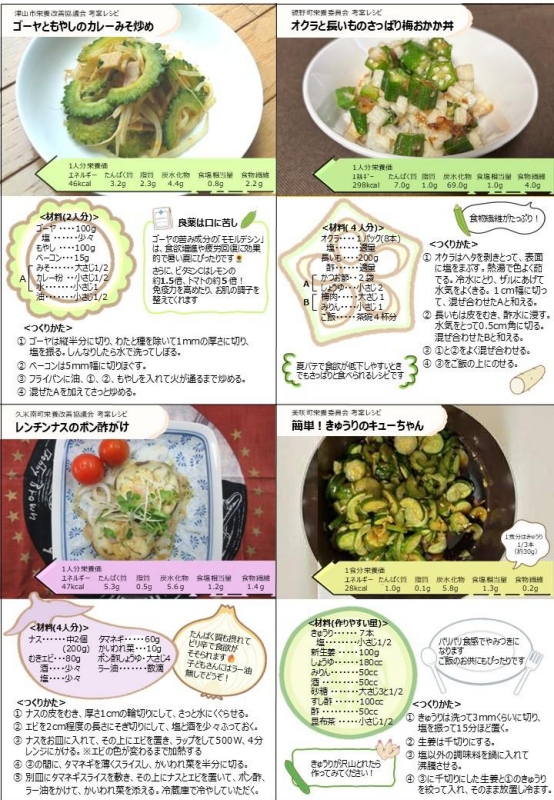 津山市栄養改善協議会 考案レシピ
ゴーヤともやしのカレーみそ炒め
1人分栄養価
エネルギー たんぱく質 脂質 炭水化物 食塩相当量 食物繊維
46kcal 3.2g 2.3g 4.4g 0.8g 2.2g
<材料(2人分)>
ゴーヤ‥‥100g
塩‥‥‥少々
もやし‥‥100g
ベーコン‥‥15g
A
みそ‥‥大さじ1/2
カレー粉‥小さじ1/2
水‥‥‥小さじ1
油‥‥‥小さじ1/2
良薬は口に苦し
ゴーヤの苦み成分の「モモルデシン」
は、食欲増進や疲労回復に効果
的で暑い夏にぴったりです
さらに、ビタミンCはレモンの
約1.5倍、トマトの約5倍！
免疫力を高めたり、お肌の調子を
整えてくれます
<つくりかた>
① ゴーヤは縦半分に切り、わたと種を除いて1mmの厚さに切り、
塩を振る。しんなりしたら水で洗ってしぼる。
② ベーコンは5mm幅に切りほぐす。
③ フライパンに油、①、②、もやしを入れて火が通るまで炒める。
④ 混ぜたAを加えてさっと炒める。
鏡野町栄養委員会 考案レシピ
オクラと長いものさっぱり梅おかか丼
1人分栄養価
エネルギー たんぱく質 脂質 炭水化物 食塩相当量 食物繊維
298kcal 7.0g 1.0g 69.0g 1.0g 4.0g
<材料(4人分)>
オクラ‥‥1パック(8本)
塩‥‥‥‥適量
長いも‥‥200g
酢‥‥‥‥適量
A
かつお節‥‥2袋
しょうゆ‥小さじ2
B
梅肉‥‥大さじ1
みりん‥‥小さじ1
ご飯‥‥茶碗4杯分
夏バテで食欲が低下しやすいとき
でもさっぱりと食べられるレシピです
食物繊維がたっぷり！
<つくりかた>
① オクラはヘタを剥きとって、表面
に塩をまぶす。熱湯で色よく茹
でる。冷水にとり、ザルにあげて
水気をよくきる。1cm幅に切っ
て、混ぜ合わせたAと和える。
② 長いもは皮をむき、酢水に浸す。
水気をとって0.5cm角に切る。
混ぜ合わせたBと和える。
③ ①と②をよく混ぜ合わせる。
④ ③をご飯の上にのせる。
久米南町栄養改善協議会 考案レシピ
レンチンナスのポン酢がけ
1人分栄養価
エネルギー たんぱく質 脂質 炭水化物 食塩相当量 食物繊維
47kcal 5.3g 0.5g 5.6g 1.2g 1.4g
<材料(4人分)>
ナス‥‥‥中2個
(200g)
むきエビ‥‥80g
酒‥‥少々
塩‥‥少々
タマネギ‥‥‥60g
かいわれ菜‥‥10g
ポン酢しょうゆ‥大さじ4
ラー油‥‥‥‥数滴
たんぱく質も摂れて
ピリ辛で食欲が
そそられます
子どもさんにはラー油
無しでどうぞ！
<つくりかた>
① ナスの皮をむき、厚さ1cmの輪切りにして、さっと水にくぐらせる。
② エビを2cm程度の長さにそぎ切りにして、塩と酒を少々ふっておく。
③ ナスをお皿に入れて、その上にエビを置き、ラップをして500W、4分
レンジにかける。※エビの色が変わるまで加熱する
④ ③の間に、タマネギを薄くスライスし、かいわれ菜を半分に切る。
⑤ 別皿にタマネギスライスを敷き、その上にナスとエビを置いて、ポン酢、
ラー油をかけて、かいわれ菜を添える。冷蔵庫で冷やしていただく。
美咲町栄養委員会 考案レシピ
簡単！きゅうりのキューちゃん
1食分はきゅうり
1/3本
(約30g)
1食分栄養価
エネルギー たんぱく質 脂質 炭水化物 食塩相当量 食物繊維
28kcal 1.0g 0.1g 5.8g 1.3g 0.2g
<材料(作りやすい量)>
きゅうり‥‥‥7本
塩‥‥‥‥‥小さじ1/2
新生姜‥‥‥100g
しょうゆ‥‥180cc
みりん‥‥‥50cc
酒‥‥‥‥‥50cc
砂糖‥‥‥大さじ3と1/2
すし酢‥‥‥100cc
酢‥‥‥‥‥50cc
昆布茶‥‥‥小さじ1/2
きゅうりが沢山とれたら
作ってみてください！
パリパリ食感でやみつきに
なります
ご飯のお供にもぴったりです
<つくりかた>
① きゅうりは洗って3mmくらいに切り、
塩を振って15分ほど置く。
② 生姜は千切りにする。
③ 塩以外の調味料を鍋に入れて
沸騰させる。
④ ③に千切りにした生姜と①のきゅうり
を絞って入れ、そのまま放置し冷ます。